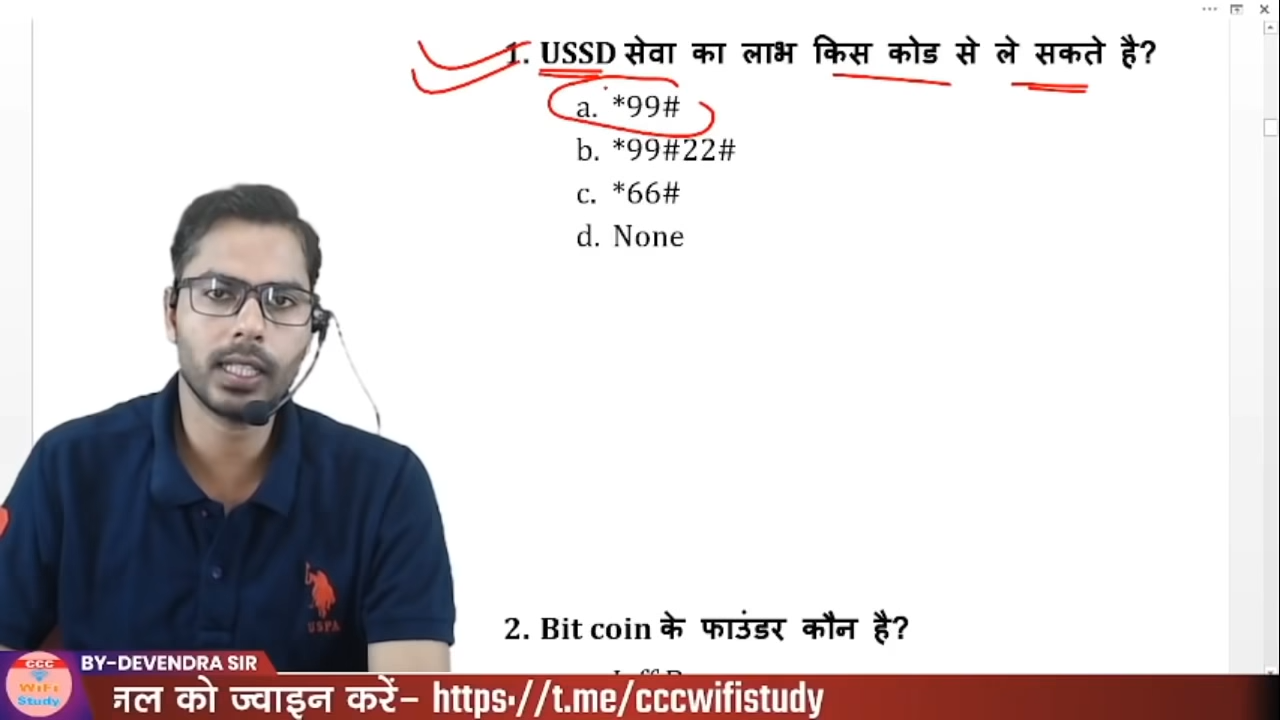 1. USSD सेवा का लाभ किस कोड से ले सकते है?
a. *99#
b. *99#22#
c. *66#
d. None
USPA
2. Bit coin के फाउंडर कौन है?
CCC
WiFi
Study
BY-DEVENDRA SIR
को ज्वाइन करें- https://t.me/cccwifistudy